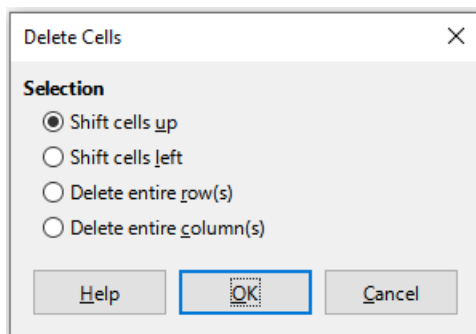 Delete Cells
Selection
Shift cells up
Shift cells left
Delete entire row(s)
Delete entire column(s)
Help OK Cancel